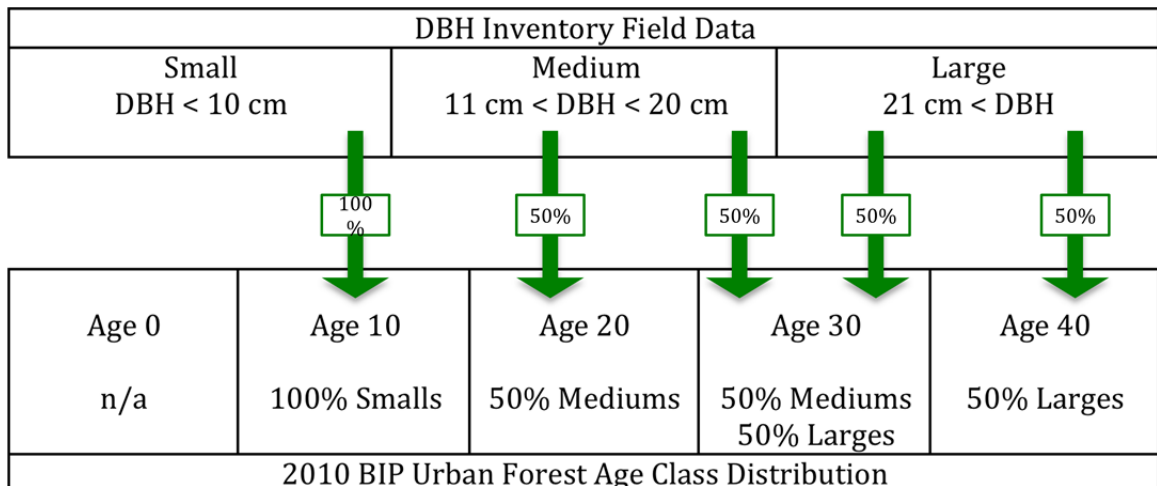 DBH Inventory Field Data
Small
DBH < 10 cm
Medium
11 cm < DBH < 20 cm
Large
21 cm < DBH
100
%
50%
50%
50%
50%
Age 0
n/a
Age 10
100% Smalls
Age 20
50% Mediums
Age 30
50% Mediums
50% Larges
Age 40
50% Larges
2010 BIP Urban Forest Age Class Distribution